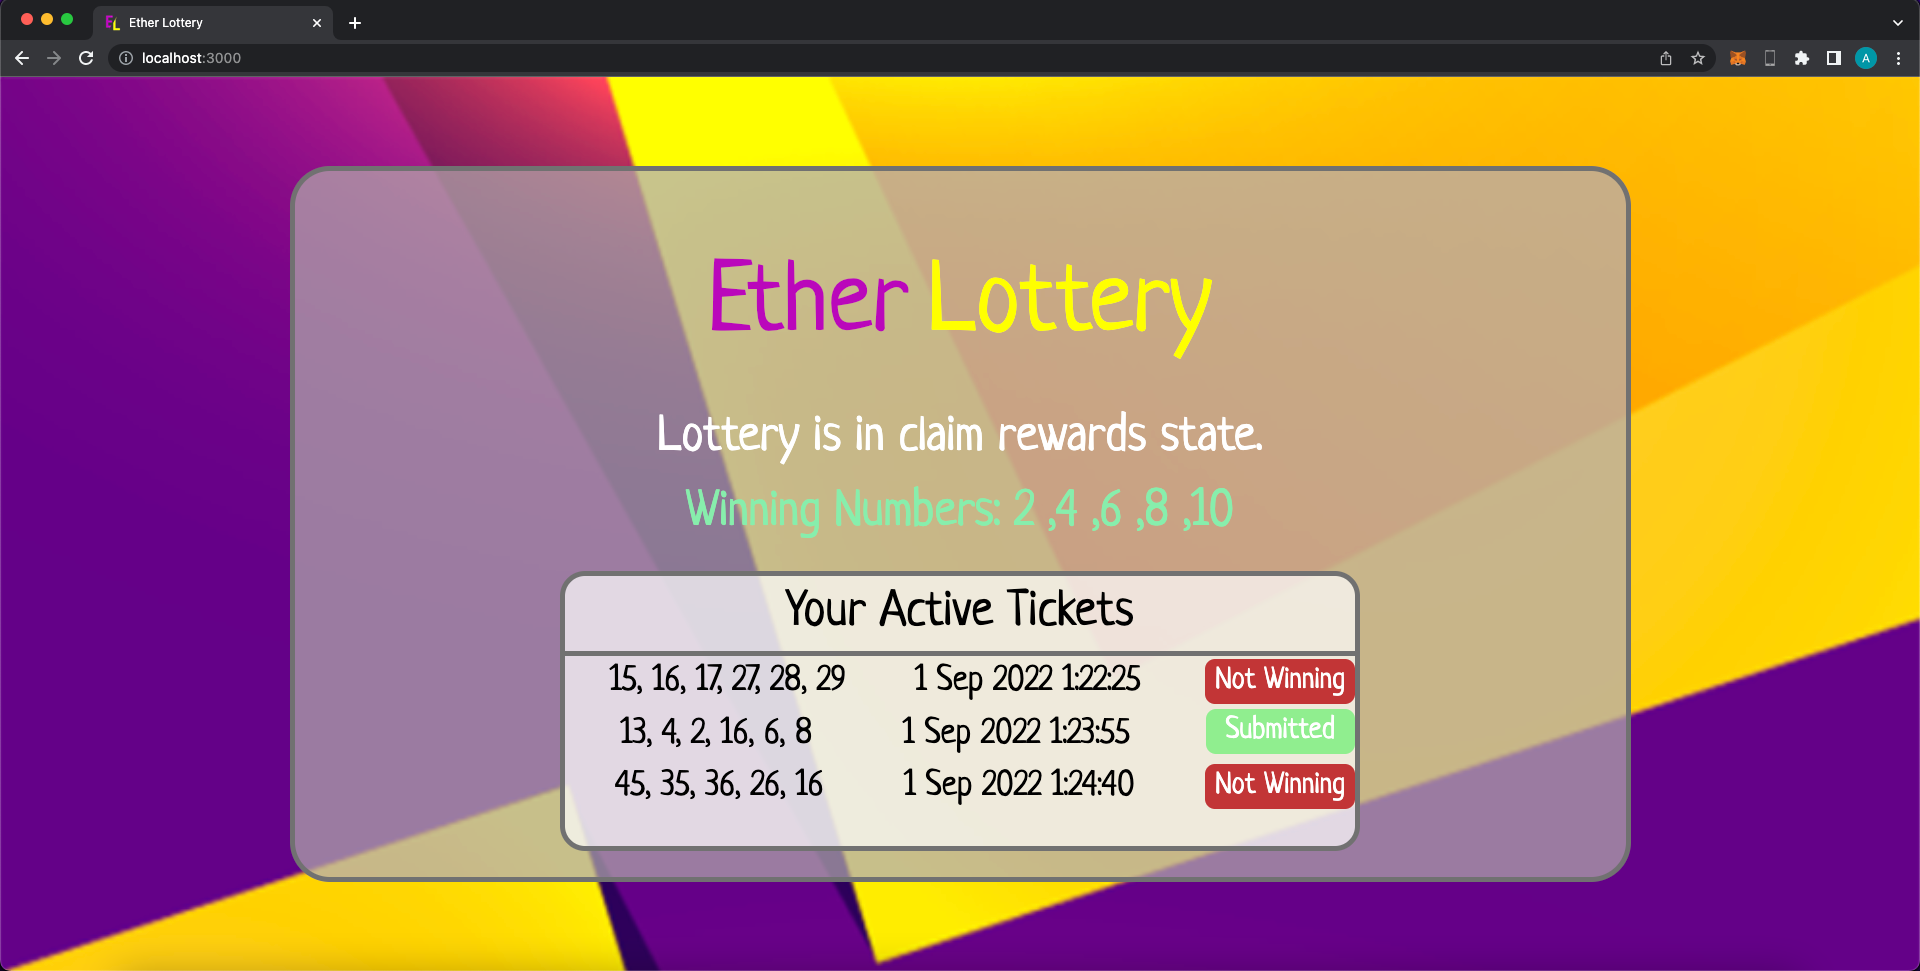 EL Ether Lottery
localhost:3000
A
Ether Lottery
Lottery is in claim rewards state.
Winning Numbers: 2 ,4 ,6 ,8 ,10
Your Active Tickets
15, 16, 17, 27, 28, 29 1 Sep 2022 1:22:25 Not Winning
13, 4, 2, 16, 6, 8 1 Sep 2022 1:23:55 Submitted
45, 35, 36, 26, 16 1 Sep 2022 1:24:40 Not Winning